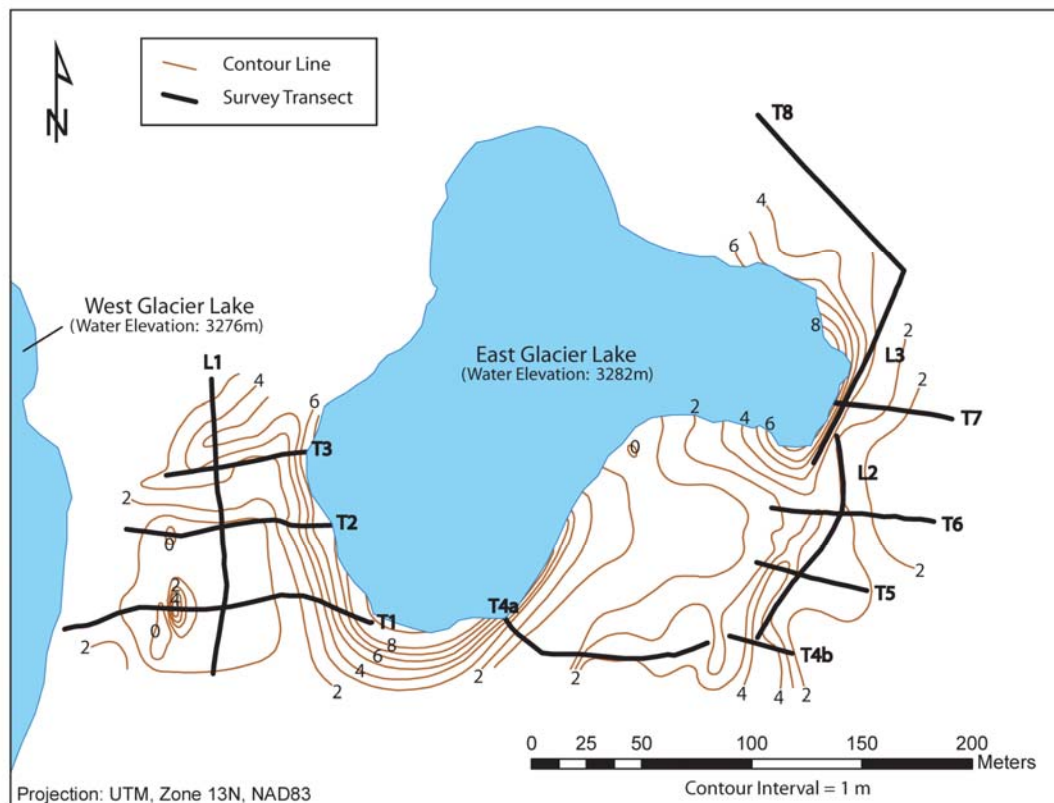 N
Contour Line
Survey Transect
T8
4
6
West Glacier Lake
(Water Elevation: 3276m)
8
L1
East Glacier Lake
(Water Elevation: 3282m)
2
L3
4
2
6
2
4
6
T7
T3
0
L2
2
T2
T6
0
2
2
4
T5
0
T1
T4a
2
8
6
T4b
4
2
2
2
4
4
2
0 25 50 100 150 200
Meters
Contour Interval = 1 m
Projection: UTM, Zone 13N, NAD83